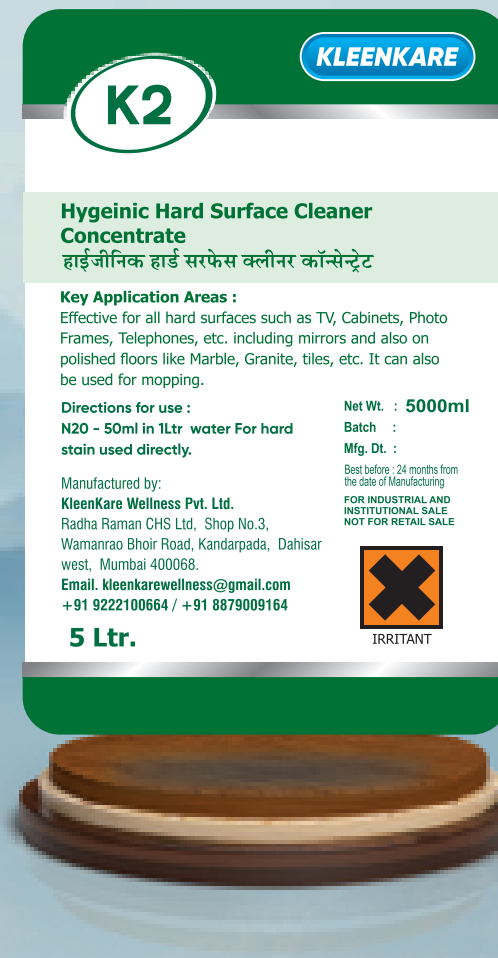 KLEENKARE
K2
Hygeinic Hard Surface Cleaner
Concentrate
हाईजीनिक हार्ड सरफेस क्लीनर कॉन्सेन्ट्रेट
Key Application Areas :
Effective for all hard surfaces such as TV, Cabinets, Photo
Frames, Telephones, etc. including mirrors and also on
polished floors like Marble, Granite, tiles, etc. It can also
be used for mopping.
Directions for use :
N20 - 50ml in 1Ltr water For hard
stain used directly.
Manufactured by:
KleenKare Wellness Pvt. Ltd.
Radha Raman CHS Ltd, Shop No.3,
Wamanrao Bhoir Road, Kandarpada, Dahisar
west, Mumbai 400068.
Email. kleenkarewellness@gmail.com
+91 9222100664 / +91 8879009164
5 Ltr.
Net Wt. : 5000ml
Batch :
Mfg. Dt. :
Best before : 24 months from
the date of Manufacturing
FOR INDUSTRIAL AND
INSTITUTIONAL SALE
NOT FOR RETAIL SALE
IRRITANT